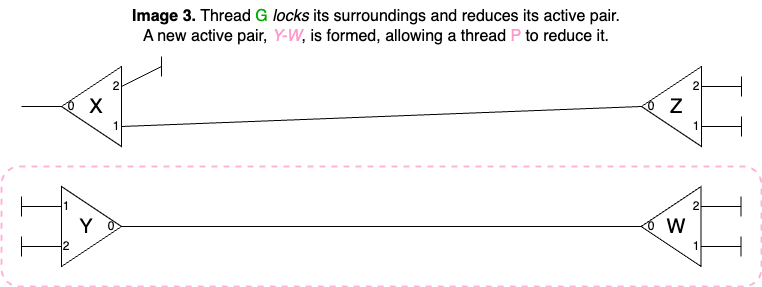 Image 3. Thread G locks its surroundings and reduces its active pair.
A new active pair, Y-W, is formed, allowing a thread P to reduce it.
0 X 2 1
0 Z 2 1
1 2 Y 0
0 W 2 1